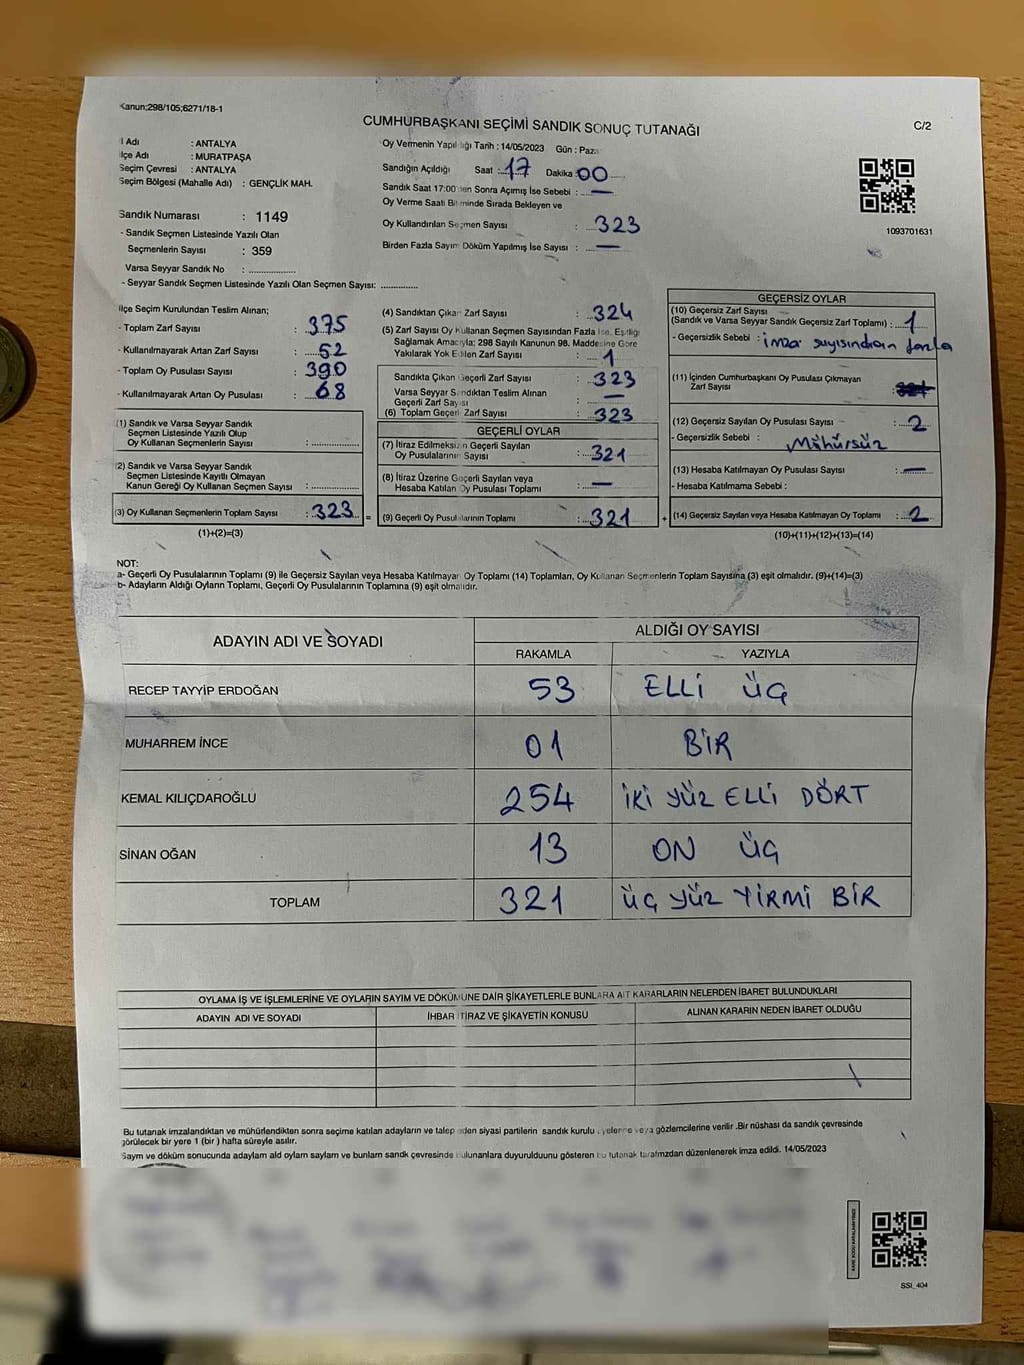 Kanun;298/105;6271/18-1
CUMHURBAŞKANI SEÇİMİ SANDIK SONUÇ TUTANAĞI
C/2
İl Adı : ANTALYA
İlçe Adı : MURATPAŞA
Seçim Çevresi : ANTALYA
Seçim Bölgesi (Mahalle Adı) : GENÇLİK MAH.
Sandık Numarası : 1149
- Sandık Seçmen Listesinde Yazılı Olan
Seçmenlerin Sayısı : 359
Varsa Seyyar Sandık No : ..............
- Seyyar Sandık Seçmen Listesinde Yazılı Olan Seçmen Sayısı: ............
Oy Vermenin Yapıldığı Tarih : 14/05/2023 Gün : Paz
Sandığın Açıldığı Saat : 17 Dakika : 00
Sandık Saat 17:00'den Sonra Açımış İse Sebebi : —
Oy Verme Saati Bitiminde Sırada Bekleyen ve
Oy Kullandırılan Seçmen Sayısı : 323
Birden Fazla Sayım Döküm Yapılmış İse Sayısı : —
1093701631
İlçe Seçim Kurulundan Teslim Alınan;
- Toplam Zarf Sayısı : 375
- Kullanılmayarak Artan Zarf Sayısı : 52
- Toplam Oy Pusulası Sayısı : 390
- Kullanılmayarak Artan Oy Pusulası : 68
(1) Sandık ve Varsa Seyyar Sandık
Seçmen Listesinde Yazılı Olup
Oy Kullanan Seçmenlerin Sayısı : ..............
(2) Sandık ve Varsa Seyyar Sandık
Seçmen Listesinde Kayıtlı Olmayan
Kanun Gereği Oy Kullanan Seçmen Sayısı : ..............
(3) Oy Kullanan Seçmenlerin Toplam Sayısı : 323 =
(1)+(2)=(3)
(4) Sandıktan Çıkan Zarf Sayısı : 324
(5) Zarf Sayısı Oy Kullanan Seçmen Sayısından Fazla İse, Eşitliği
Sağlamak Amacıyla; 298 Sayılı Kanunun 98. Maddesine Göre
Yakılarak Yok Edilen Zarf Sayısı : 1
Sandıkta Çıkan Geçerli Zarf Sayısı : 323
Varsa Seyyar Sandıktan Teslim Alınan
Geçerli Zarf Sayısı : —
(6) Toplam Geçerli Zarf Sayısı : 323
GEÇERLİ OYLAR
(7) İtiraz Edilmeksizin Geçerli Sayılan
Oy Pusulalarının Sayısı : 321
(8) İtiraz Üzerine Geçerli Sayılan veya
Hesaba Katılan Oy Pusulası Toplamı : —
(9) Geçerli Oy Pusulalarının Toplamı : 321 +
GEÇERSİZ OYLAR
(10) Geçersiz Zarf Sayısı
(Sandık ve Varsa Seyyar Sandık Geçersiz Zarf Toplamı) : 1
- Geçersizlik Sebebi : imza sayısından fazla
(11) İçinden Cumhurbaşkanı Oy Pusulası Çıkmayan
Zarf Sayısı :
(12) Geçersiz Sayılan Oy Pusulası Sayısı : 2
- Geçersizlik Sebebi : Mühürsüz
(13) Hesaba Katılmayan Oy Pusulası Sayısı : —
- Hesaba Katılmama Sebebi :
(14) Geçersiz Sayılan veya Hesaba Katılmayan Oy Toplamı : 2
(10)+(11)+(12)+(13)=(14)
NOT:
a- Geçerli Oy Pusulalarının Toplamı (9) ile Geçersiz Sayılan veya Hesaba Katılmayan Oy Toplamı (14) Toplamları, Oy Kullanan Seçmenlerin Toplam Sayısına (3) eşit olmalıdır. (9)+(14)=(3)
b- Adayların Aldığı Oyların Toplamı, Geçerli Oy Pusulalarının Toplamına (9) eşit olmalıdır.
ADAYIN ADI VE SOYADI
ALDIĞI OY SAYISI
RAKAMLA YAZIYLA
RECEP TAYYİP ERDOĞAN 53 ELLİ ÜÇ
MUHARREM İNCE 01 BİR
KEMAL KILIÇDAROĞLU 254 İKİ YÜZ ELLİ DÖRT
SİNAN OĞAN 13 ON ÜÇ
TOPLAM 321 ÜÇ YÜZ YİRMİ BİR
OYLAMA İŞ VE İŞLEMLERİNE VE OYLARIN SAYIM VE DÖKÜMÜNE DAİR ŞİKAYETLERLE BUNLARA AİT KARARLARIN NELERDEN İBARET BULUNDUKLARI
ADAYIN ADI VE SOYADI İHBAR İTİRAZ VE ŞİKAYETİN KONUSU ALINAN KARARIN NEDEN İBARET OLDUĞU
Bu tutanak imzalandıktan ve mühürlendikten sonra seçime katılan adayların ve talep eden siyasi partilerin sandık kurulu üyelerine veya gözlemcilerine verilir .Bir nüshası da sandık çevresinde
görülecek bir yere 1 (bir ) hafta süreyle asılır.
Sayım ve döküm sonucunda adaylam ald oylarn saylarn ve bunlam sandk çevresinde bulunanlara duyurulduunu gösteren bu tutanak tarafmzdan düzenlenerek imza edildi. 14/05/2023
SSI_404